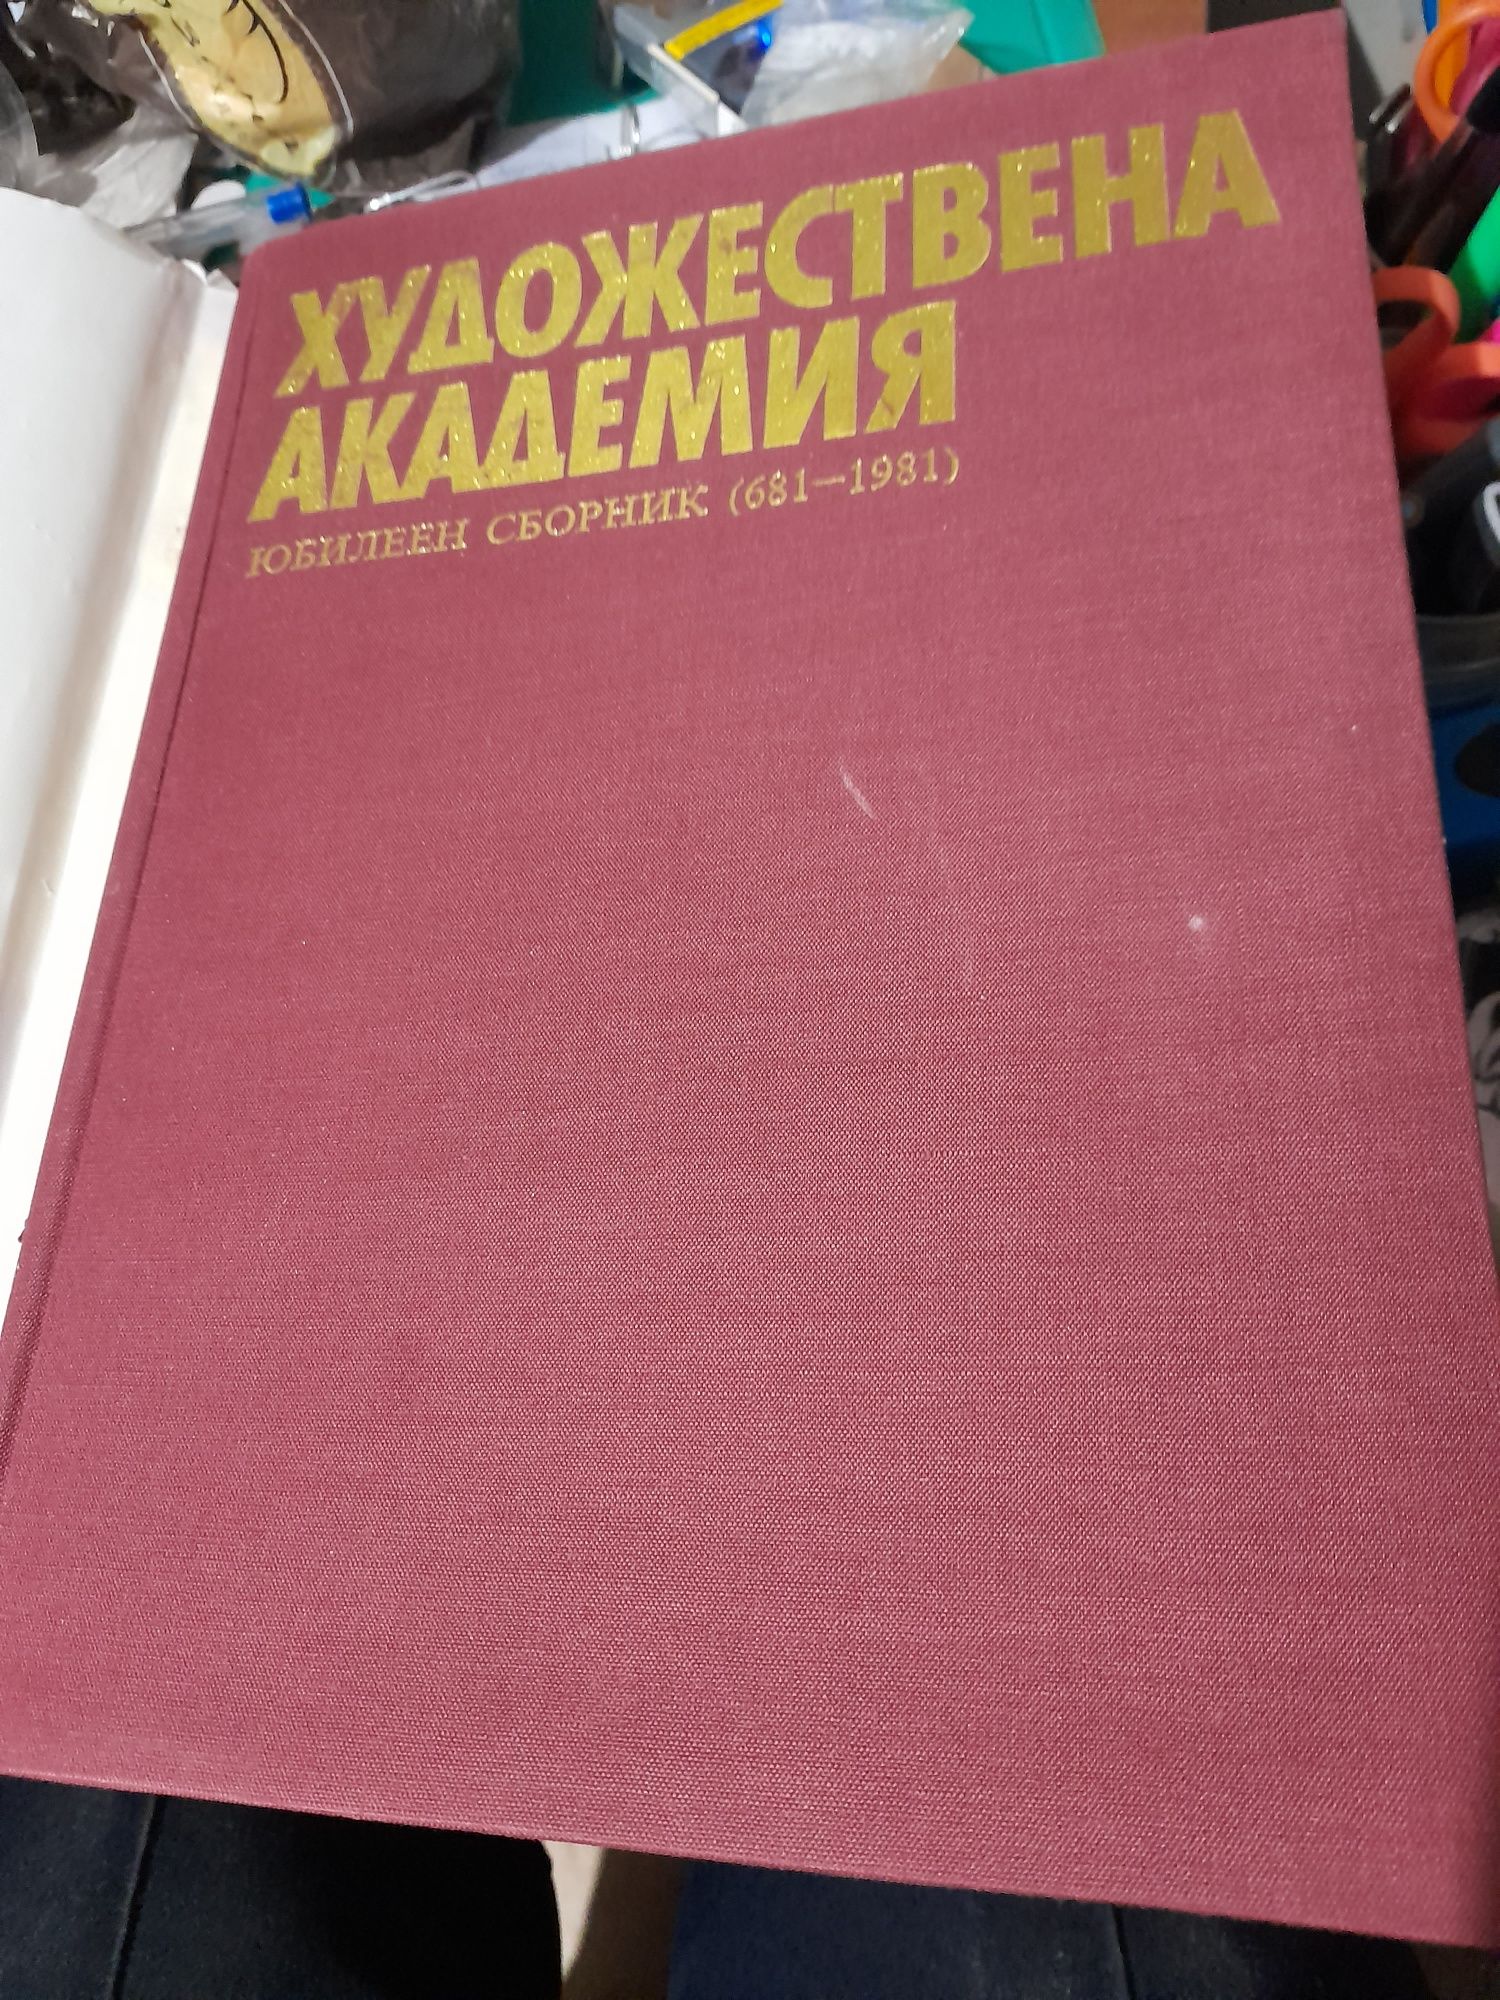 ХУДОЖЕСТВЕНА
АКАДЕМИЯ
ЮБИЛЕЕН СБОРНИК (681—1981)